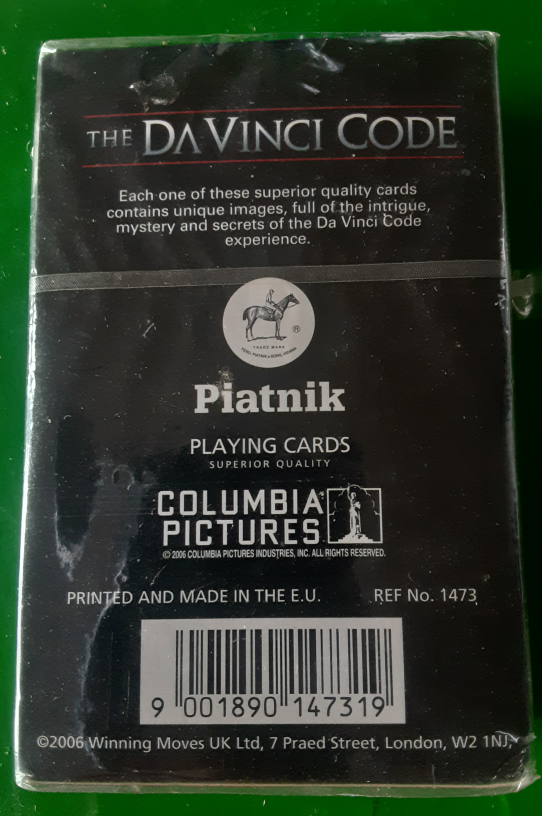 THE DA VINCI CODE
Each one of these superior quality cards
contains unique images, full of the intrigue,
mystery and secrets of the Da Vinci Code
experience.
®
TRADE MARK
Piatnik
PLAYING CARDS
SUPERIOR QUALITY
COLUMBIA
PICTURES
© 2006 COLUMBIA PICTURES INDUSTRIES, INC. ALL RIGHTS RESERVED.
PRINTED AND MADE IN THE E.U. REF No. 1473
9 001890 147319
©2006 Winning Moves UK Ltd, 7 Praed Street, London, W2 1NJ,